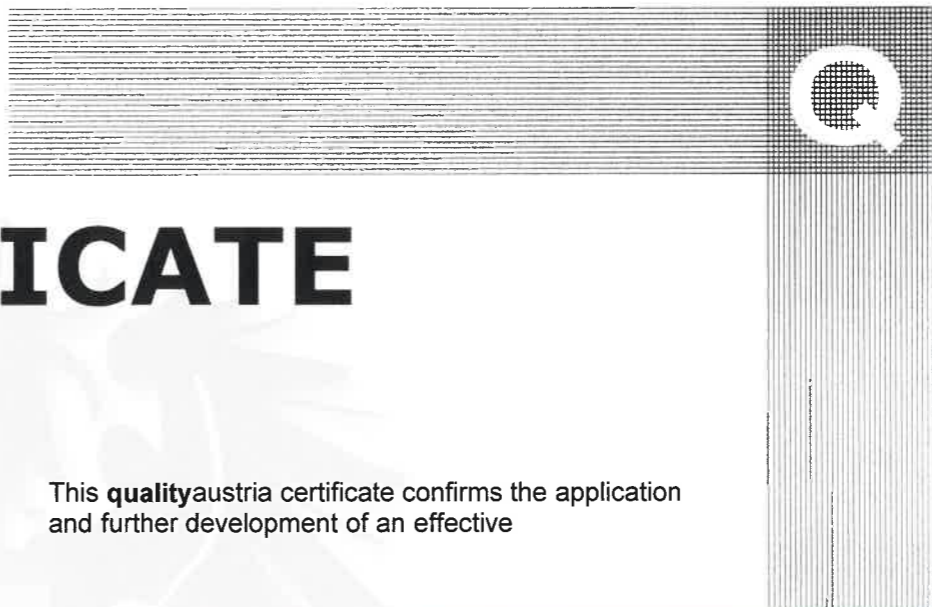 Q
ICATE
This qualityaustria certificate confirms the application
and further development of an effective